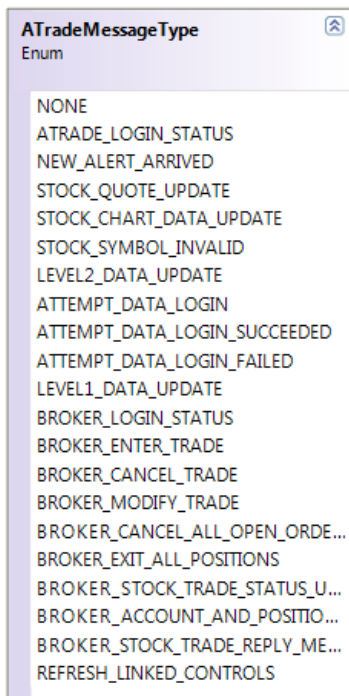 ATradeMessageType
Enum
NONE
ATRADE_LOGIN_STATUS
NEW_ALERT_ARRIVED
STOCK_QUOTE_UPDATE
STOCK_CHART_DATA_UPDATE
STOCK_SYMBOL_INVALID
LEVEL2_DATA_UPDATE
ATTEMPT_DATA_LOGIN
ATTEMPT_DATA_LOGIN_SUCCEEDED
ATTEMPT_DATA_LOGIN_FAILED
LEVEL1_DATA_UPDATE
BROKER_LOGIN_STATUS
BROKER_ENTER_TRADE
BROKER_CANCEL_TRADE
BROKER_MODIFY_TRADE
BROKER_CANCEL_ALL_OPEN_ORDE...
BROKER_EXIT_ALL_POSITIONS
BROKER_STOCK_TRADE_STATUS_U...
BROKER_ACCOUNT_AND_POSITIO...
BROKER_STOCK_TRADE_REPLY_ME...
REFRESH_LINKED_CONTROLS